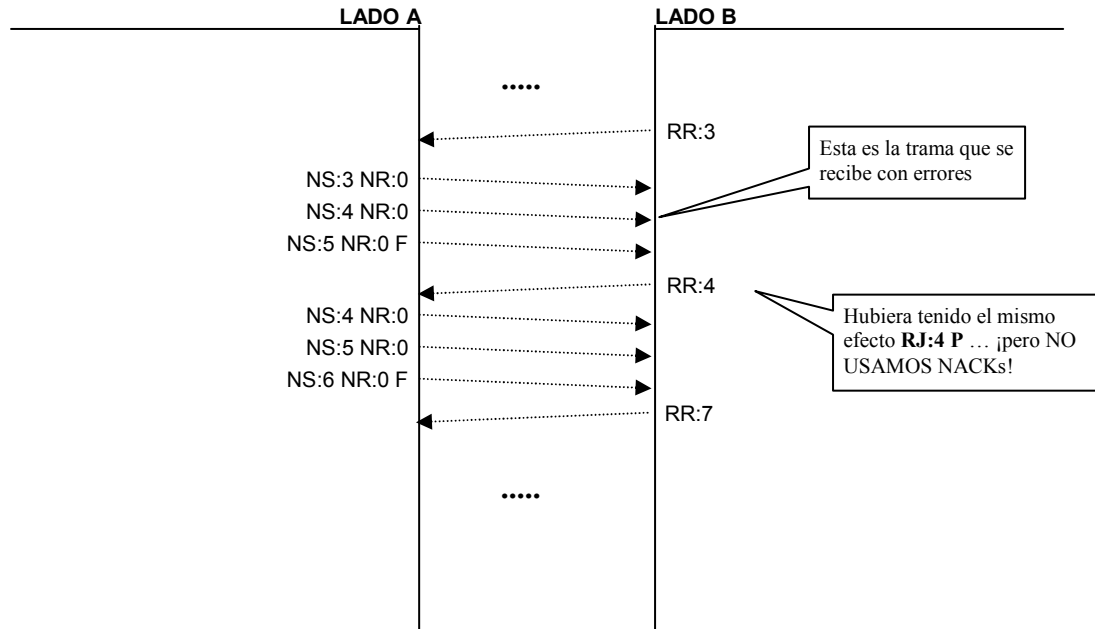 LADO A
LADO B
.....
RR:3
Esta es la trama que se
recibe con errores
NS:3 NR:0
NS:4 NR:0
NS:5 NR:0 F
RR:4
Hubiera tenido el mismo
efecto RJ:4 P … ¡pero NO
USAMOS NACKs!
NS:4 NR:0
NS:5 NR:0
NS:6 NR:0 F
RR:7
.....